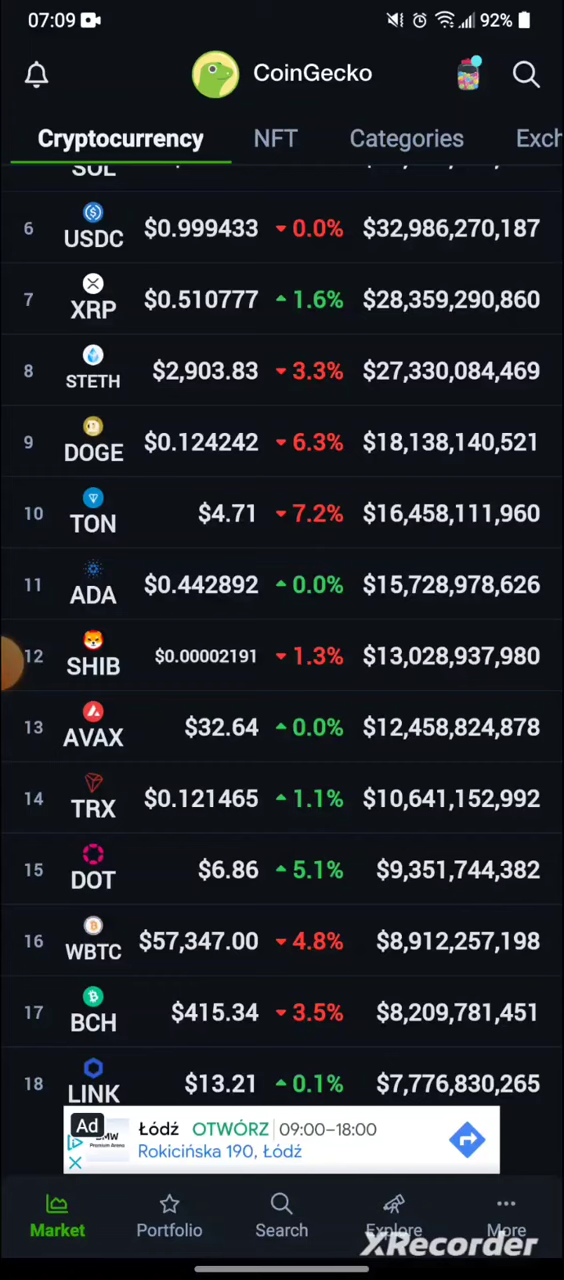 07:09 92%
CoinGecko
Cryptocurrency NFT Categories Exch
SOL
6 USDC $0.999433 0.0% $32,986,270,187
7 XRP $0.510777 1.6% $28,359,290,860
8 STETH $2,903.83 3.3% $27,330,084,469
9 DOGE $0.124242 6.3% $18,138,140,521
10 TON $4.71 7.2% $16,458,111,960
11 ADA $0.442892 0.0% $15,728,978,626
12 SHIB $0.00002191 1.3% $13,028,937,980
13 AVAX $32.64 0.0% $12,458,824,878
14 TRX $0.121465 1.1% $10,641,152,992
15 DOT $6.86 5.1% $9,351,744,382
16 WBTC $57,347.00 4.8% $8,912,257,198
17 BCH $415.34 3.5% $8,209,781,451
18 LINK $13.21 0.1% $7,776,830,265
Ad Łódź OTWÓRZ 09:00–18:00
Rokicińska 190, Łódź
Market Portfolio Search Explore More
XRecorder